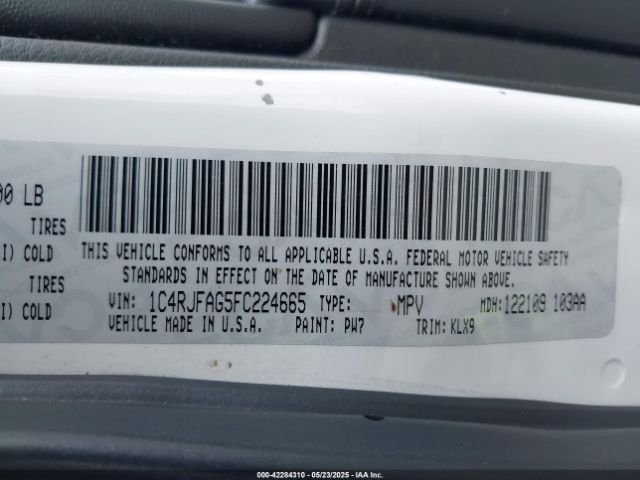 00 LB
TIRES
I) COLD
TIRES
I) COLD
THIS VEHICLE CONFORMS TO ALL APPLICABLE U.S.A. FEDERAL MOTOR VEHICLE SAFETY
STANDARDS IN EFFECT ON THE DATE OF MANUFACTURE SHOWN ABOVE.
VIN: 1C4RJFAG5FC224665 TYPE: MPV MDH:122109 103AA
VEHICLE MADE IN U.S.A. PAINT: PW7 TRIM: KLX9
000-42284310 - 05/23/2025 - IAA Inc.